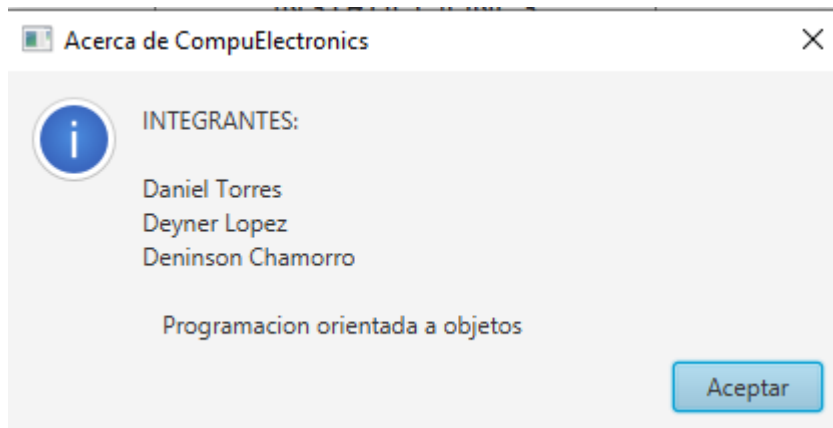 Acerca de CompuElectronics
INTEGRANTES:
Daniel Torres
Deyner Lopez
Deninson Chamorro
Programacion orientada a objetos
Aceptar